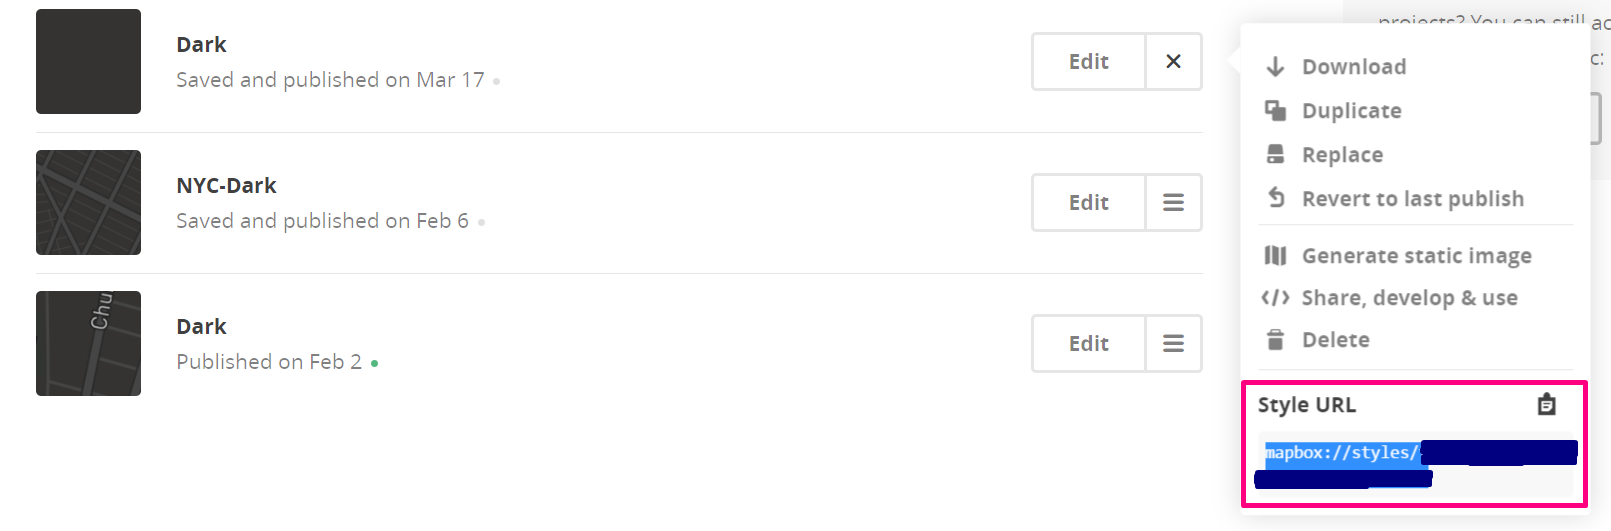 Dark
Saved and published on Mar 17
Edit
NYC-Dark
Saved and published on Feb 6
Edit
Chu
Dark
Published on Feb 2
Edit
projects? You can still ac
c:
Download
Duplicate
Replace
Revert to last publish
Generate static image
Share, develop & use
Delete
Style URL
mapbox://styles/